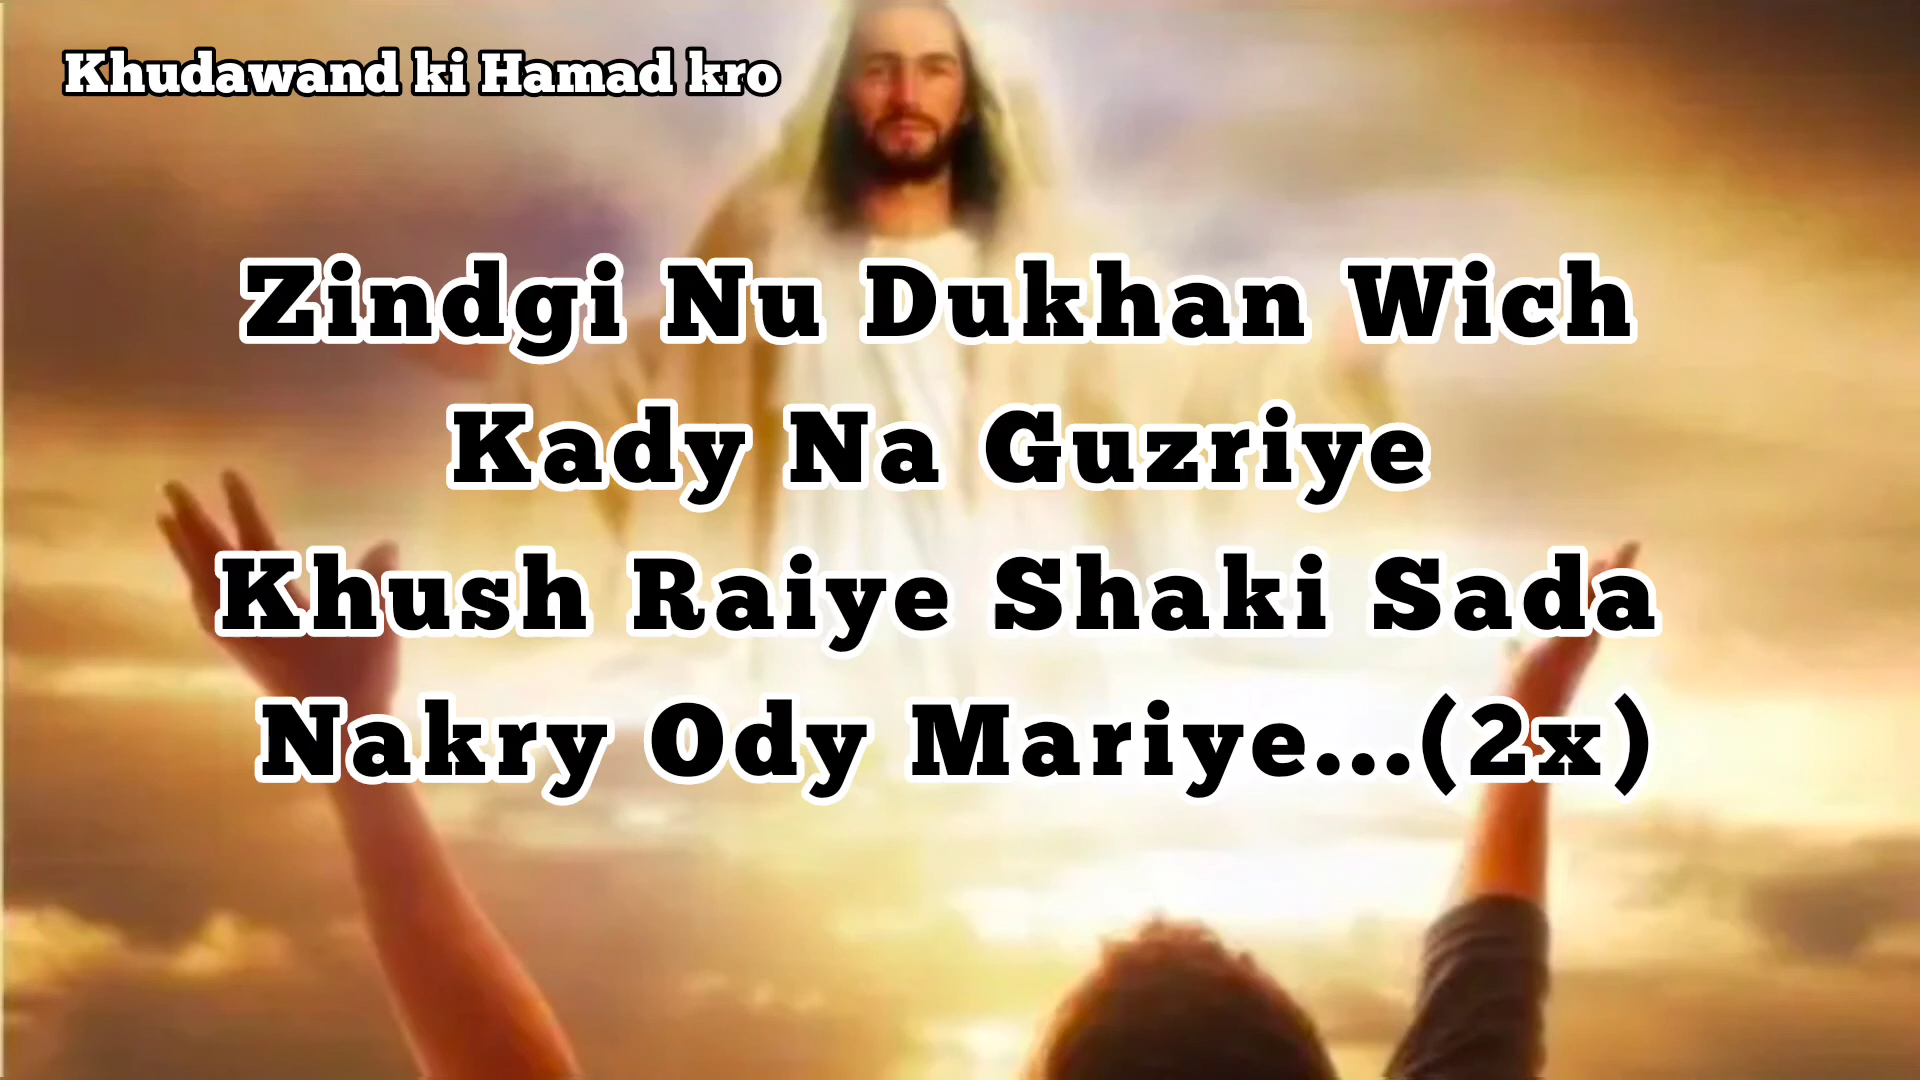 Khudawand ki Hamad kro
Zindgi Nu Dukhan Wich
Kady Na Guzriye
Khush Raiye Shaki Sada
Nakry Ody Mariye...(2x)